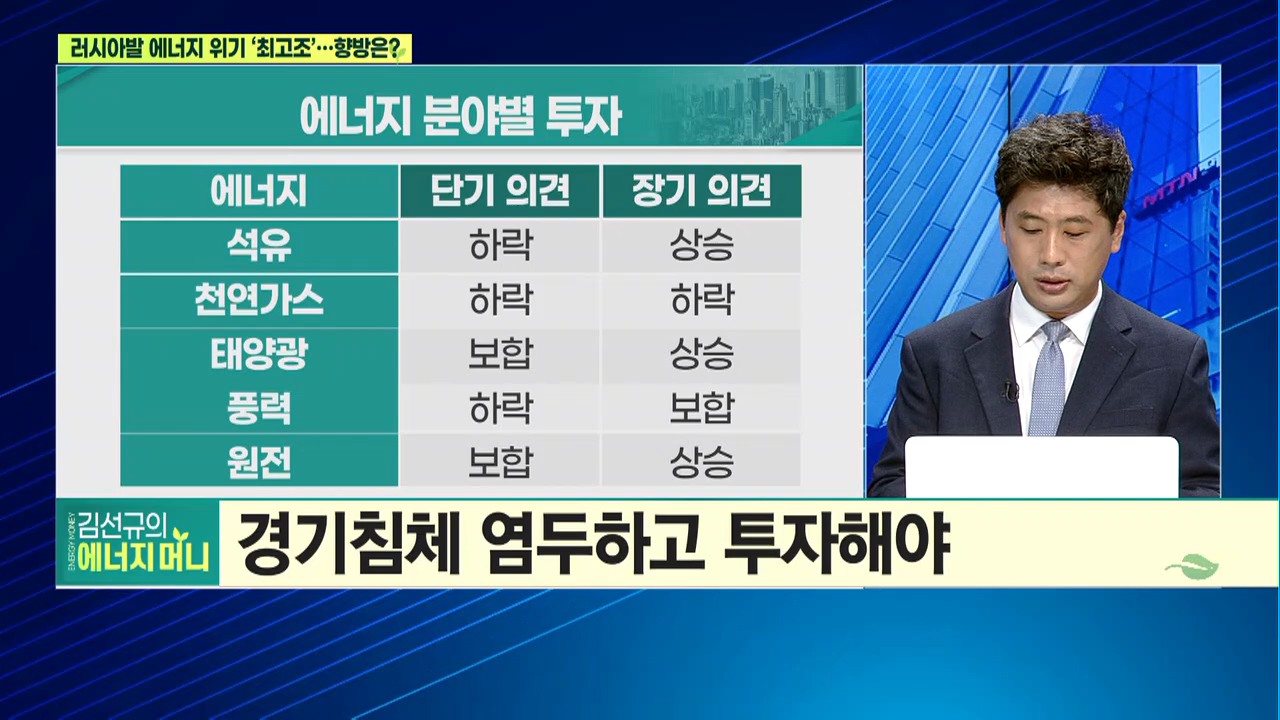 러시아발 에너지 위기 '최고조'…향방은?
에너지 분야별 투자
에너지 단기 의견 장기 의견
석유 하락 상승
천연가스 하락 하락
태양광 보합 상승
풍력 하락 보합
원전 보합 상승
MTN
ENERGY MONEY
김선규의
에너지 머니
경기침체 염두하고 투자해야